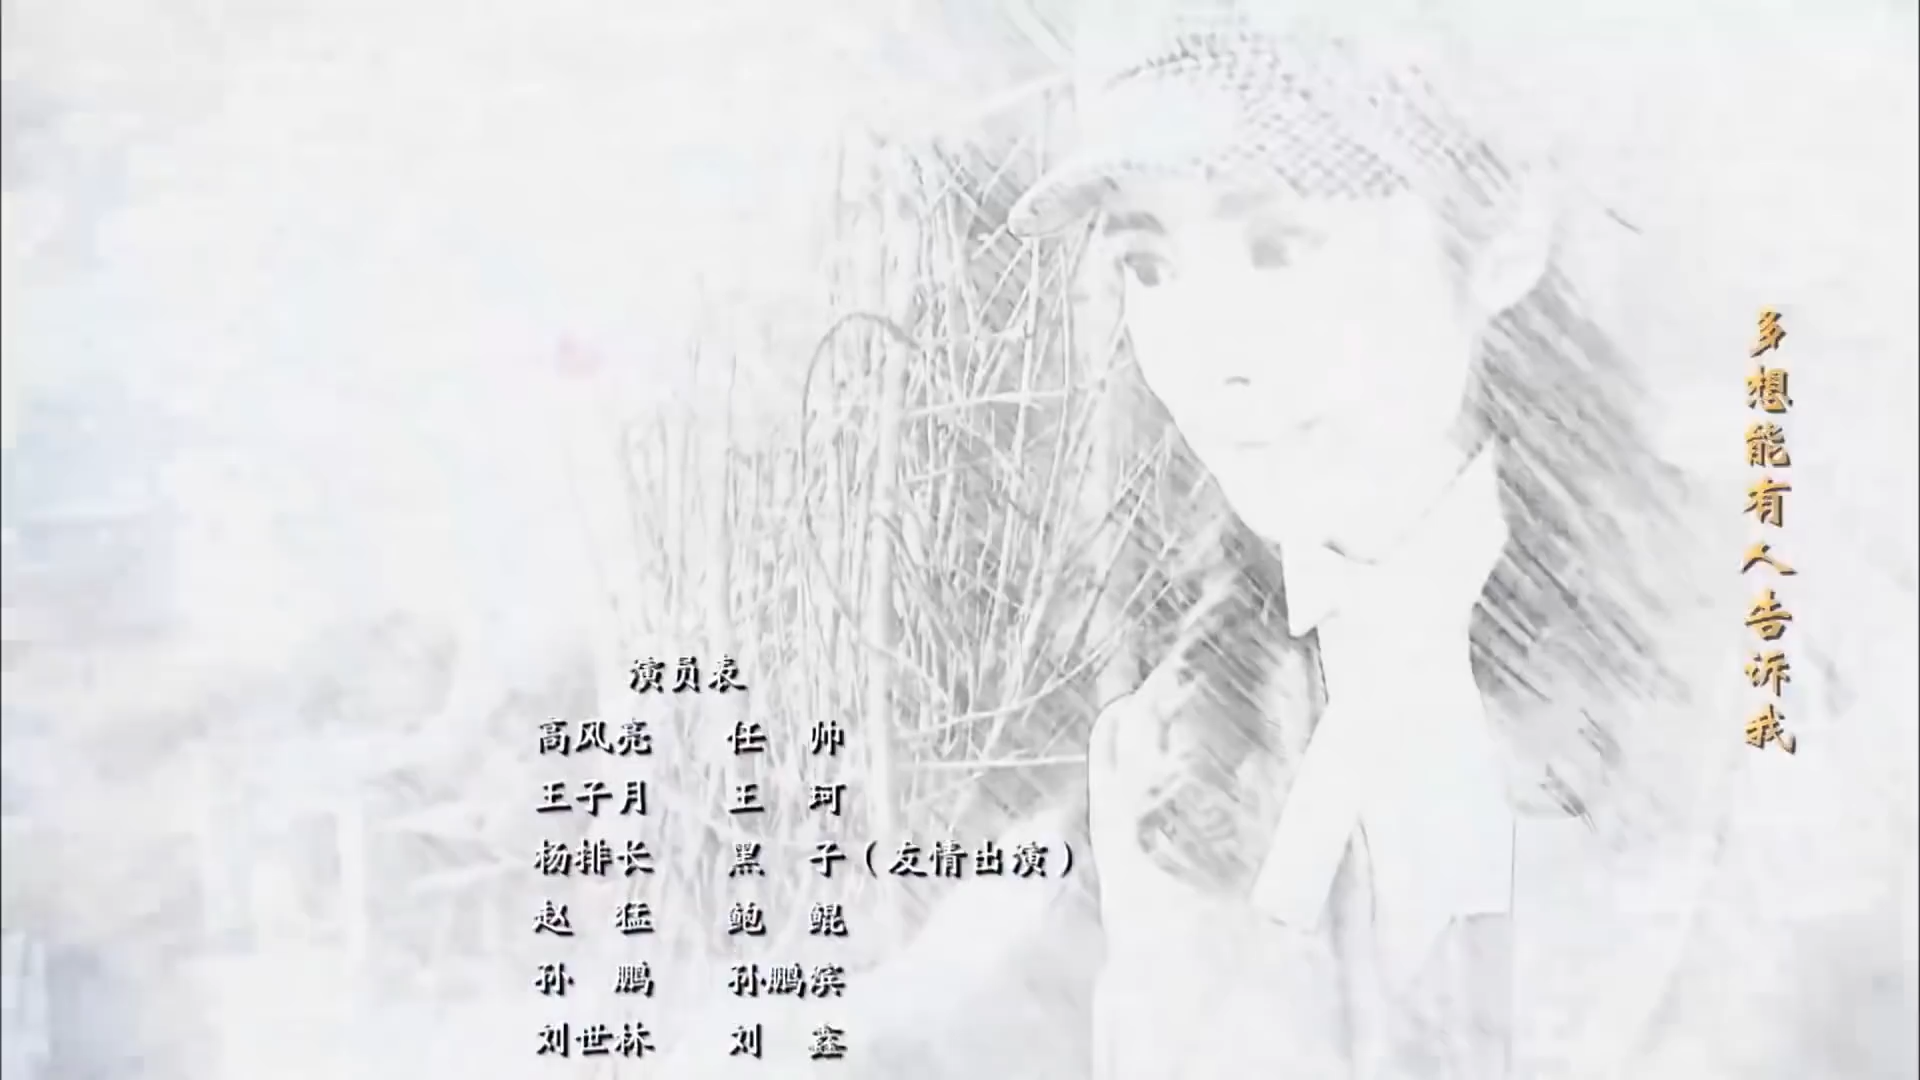 演员表
高风亮 任 帅
王子月 王 珂
杨排长 黑 子（友情出演）
赵 猛 鲍 鲲
孙 鹏 孙鹏滨
刘世林 刘 鑫
多想能有人告诉我